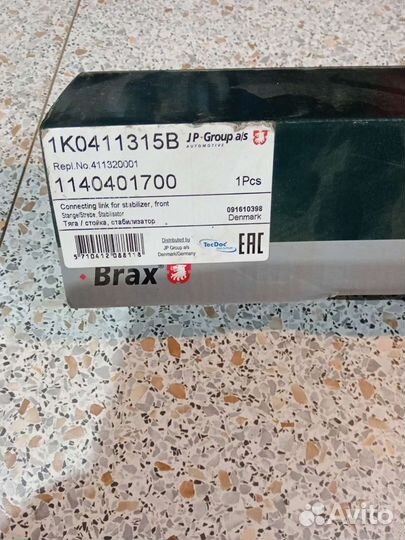 1K0411315B JP-Group a/s
AUTOMOTIVE
Repl.No.411320001
1140401700 1Pcs
Connecting link for stabilizer, front
Stange/Strebe, Stabilisator
Тяга / стойка, стабилизатор
091610398
Denmark
5710412088118
Distributed by
JP Group a/s
Denmark/Germany
TecDoc
EAC
Brax
Avito